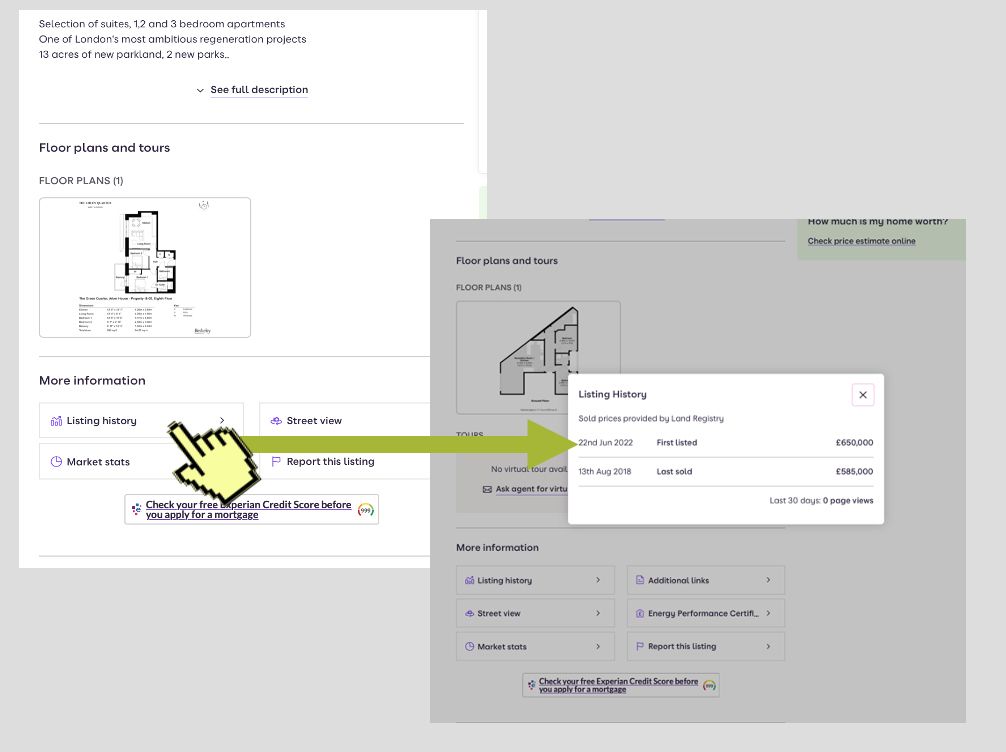 Selection of suites, 1,2 and 3 bedroom apartments
One of London's most ambitious regeneration projects
13 acres of new parkland, 2 new parks..
See full description
Floor plans and tours
FLOOR PLANS (1)
Berkeley
More information
Listing history
Street view
Market stats
Report this listing
Check your free Experian Credit Score before
you apply for a mortgage
999
How much is my home worth?
Check price estimate online
Floor plans and tours
FLOOR PLANS (1)
TOURS
No virtual tour avail
Ask agent for virtu
Listing History
Sold prices provided by Land Registry
22nd Jun 2022 First listed £650,000
13th Aug 2018 Last sold £585,000
Last 30 days: 0 page views
More information
Listing history
Additional links
Street view
Energy Performance Certifi...
Market stats
Report this listing
Check your free Experian Credit Score before
you apply for a mortgage
999